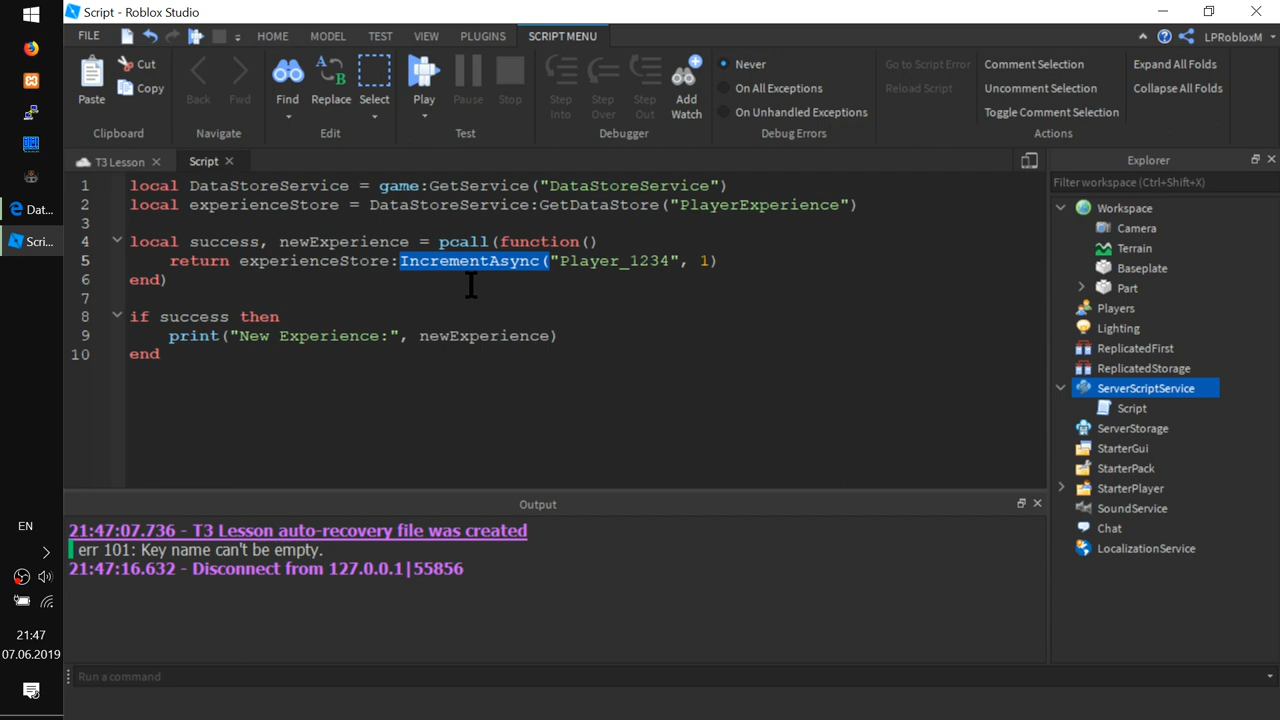 Script - Roblox Studio
FILE
HOME
MODEL
TEST
VIEW
PLUGINS
SCRIPT MENU
LPRobloxM
Paste
Cut
Copy
Clipboard
Back
Fwd
Navigate
Find
Replace
Select
Edit
Play
Pause
Stop
Test
Step Into
Step Over
Step Out
Add Watch
Debugger
Never
On All Exceptions
On Unhandled Exceptions
Debug Errors
Go to Script Error
Reload Script
Comment Selection
Uncomment Selection
Toggle Comment Selection
Actions
Expand All Folds
Collapse All Folds
T3 Lesson
Script
1 local DataStoreService = game:GetService("DataStoreService")
2 local experienceStore = DataStoreService:GetDataStore("PlayerExperience")
3
4 local success, newExperience = pcall(function()
5 return experienceStore:IncrementAsync("Player_1234", 1)
6 end)
7
8 if success then
9 print("New Experience:", newExperience)
10 end
Output
21:47:07.736 - T3 Lesson auto-recovery file was created
err 101: Key name can't be empty.
21:47:16.632 - Disconnect from 127.0.0.1|55856
Run a command
Explorer
Filter workspace (Ctrl+Shift+X)
Workspace
Camera
Terrain
Baseplate
Part
Players
Lighting
ReplicatedFirst
ReplicatedStorage
ServerScriptService
Script
ServerStorage
StarterGui
StarterPack
StarterPlayer
SoundService
Chat
LocalizationService
Dat...
Scri...
EN
21:47
07.06.2019